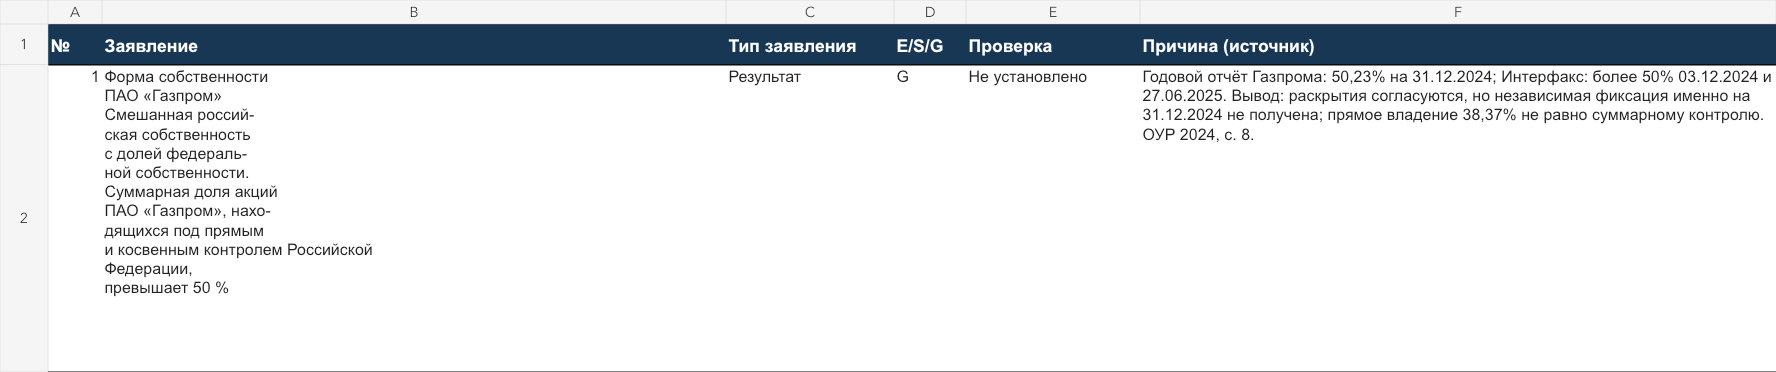 A B C D E F
1 № Заявление Тип заявления E/S/G Проверка Причина (источник)
2
1 Форма собственности
ПАО «Газпром»
Смешанная россий-
ская собственность
с долей федераль-
ной собственности.
Суммарная доля акций
ПАО «Газпром», нахо-
дящихся под прямым
и косвенным контролем Российской
Федерации,
превышает 50 %
Результат
G
Не установлено
Годовой отчёт Газпрома: 50,23% на 31.12.2024; Интерфакс: более 50% 03.12.2024 и
27.06.2025. Вывод: раскрытия согласуются, но независимая фиксация именно на
31.12.2024 не получена; прямое владение 38,37% не равно суммарному контролю.
ОУР 2024, с. 8.